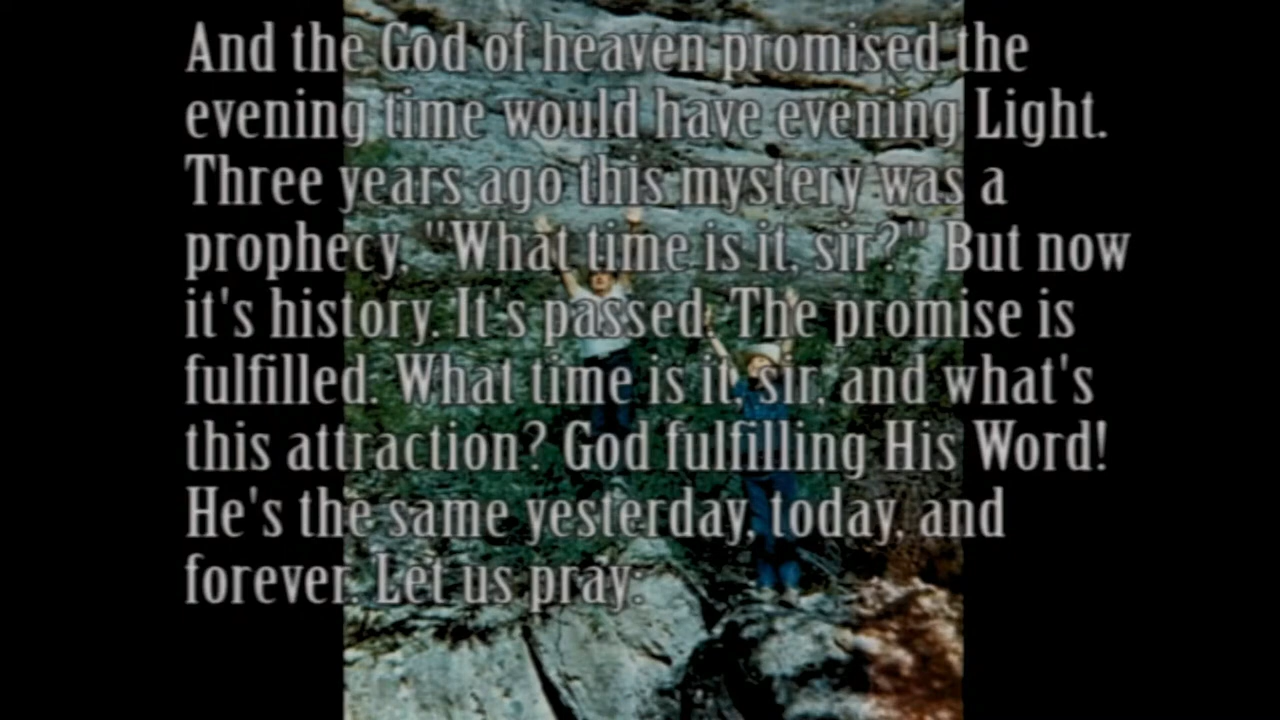 And the God of heaven promised the
evening time would have evening Light.
Three years ago this mystery was a
prophecy, "What time is it, sir?" But now
it's history. It's passed. The promise is
fulfilled. What time is it, sir, and what's
this attraction? God fulfilling His Word!
He's the same yesterday, today, and
forever. Let us pray: